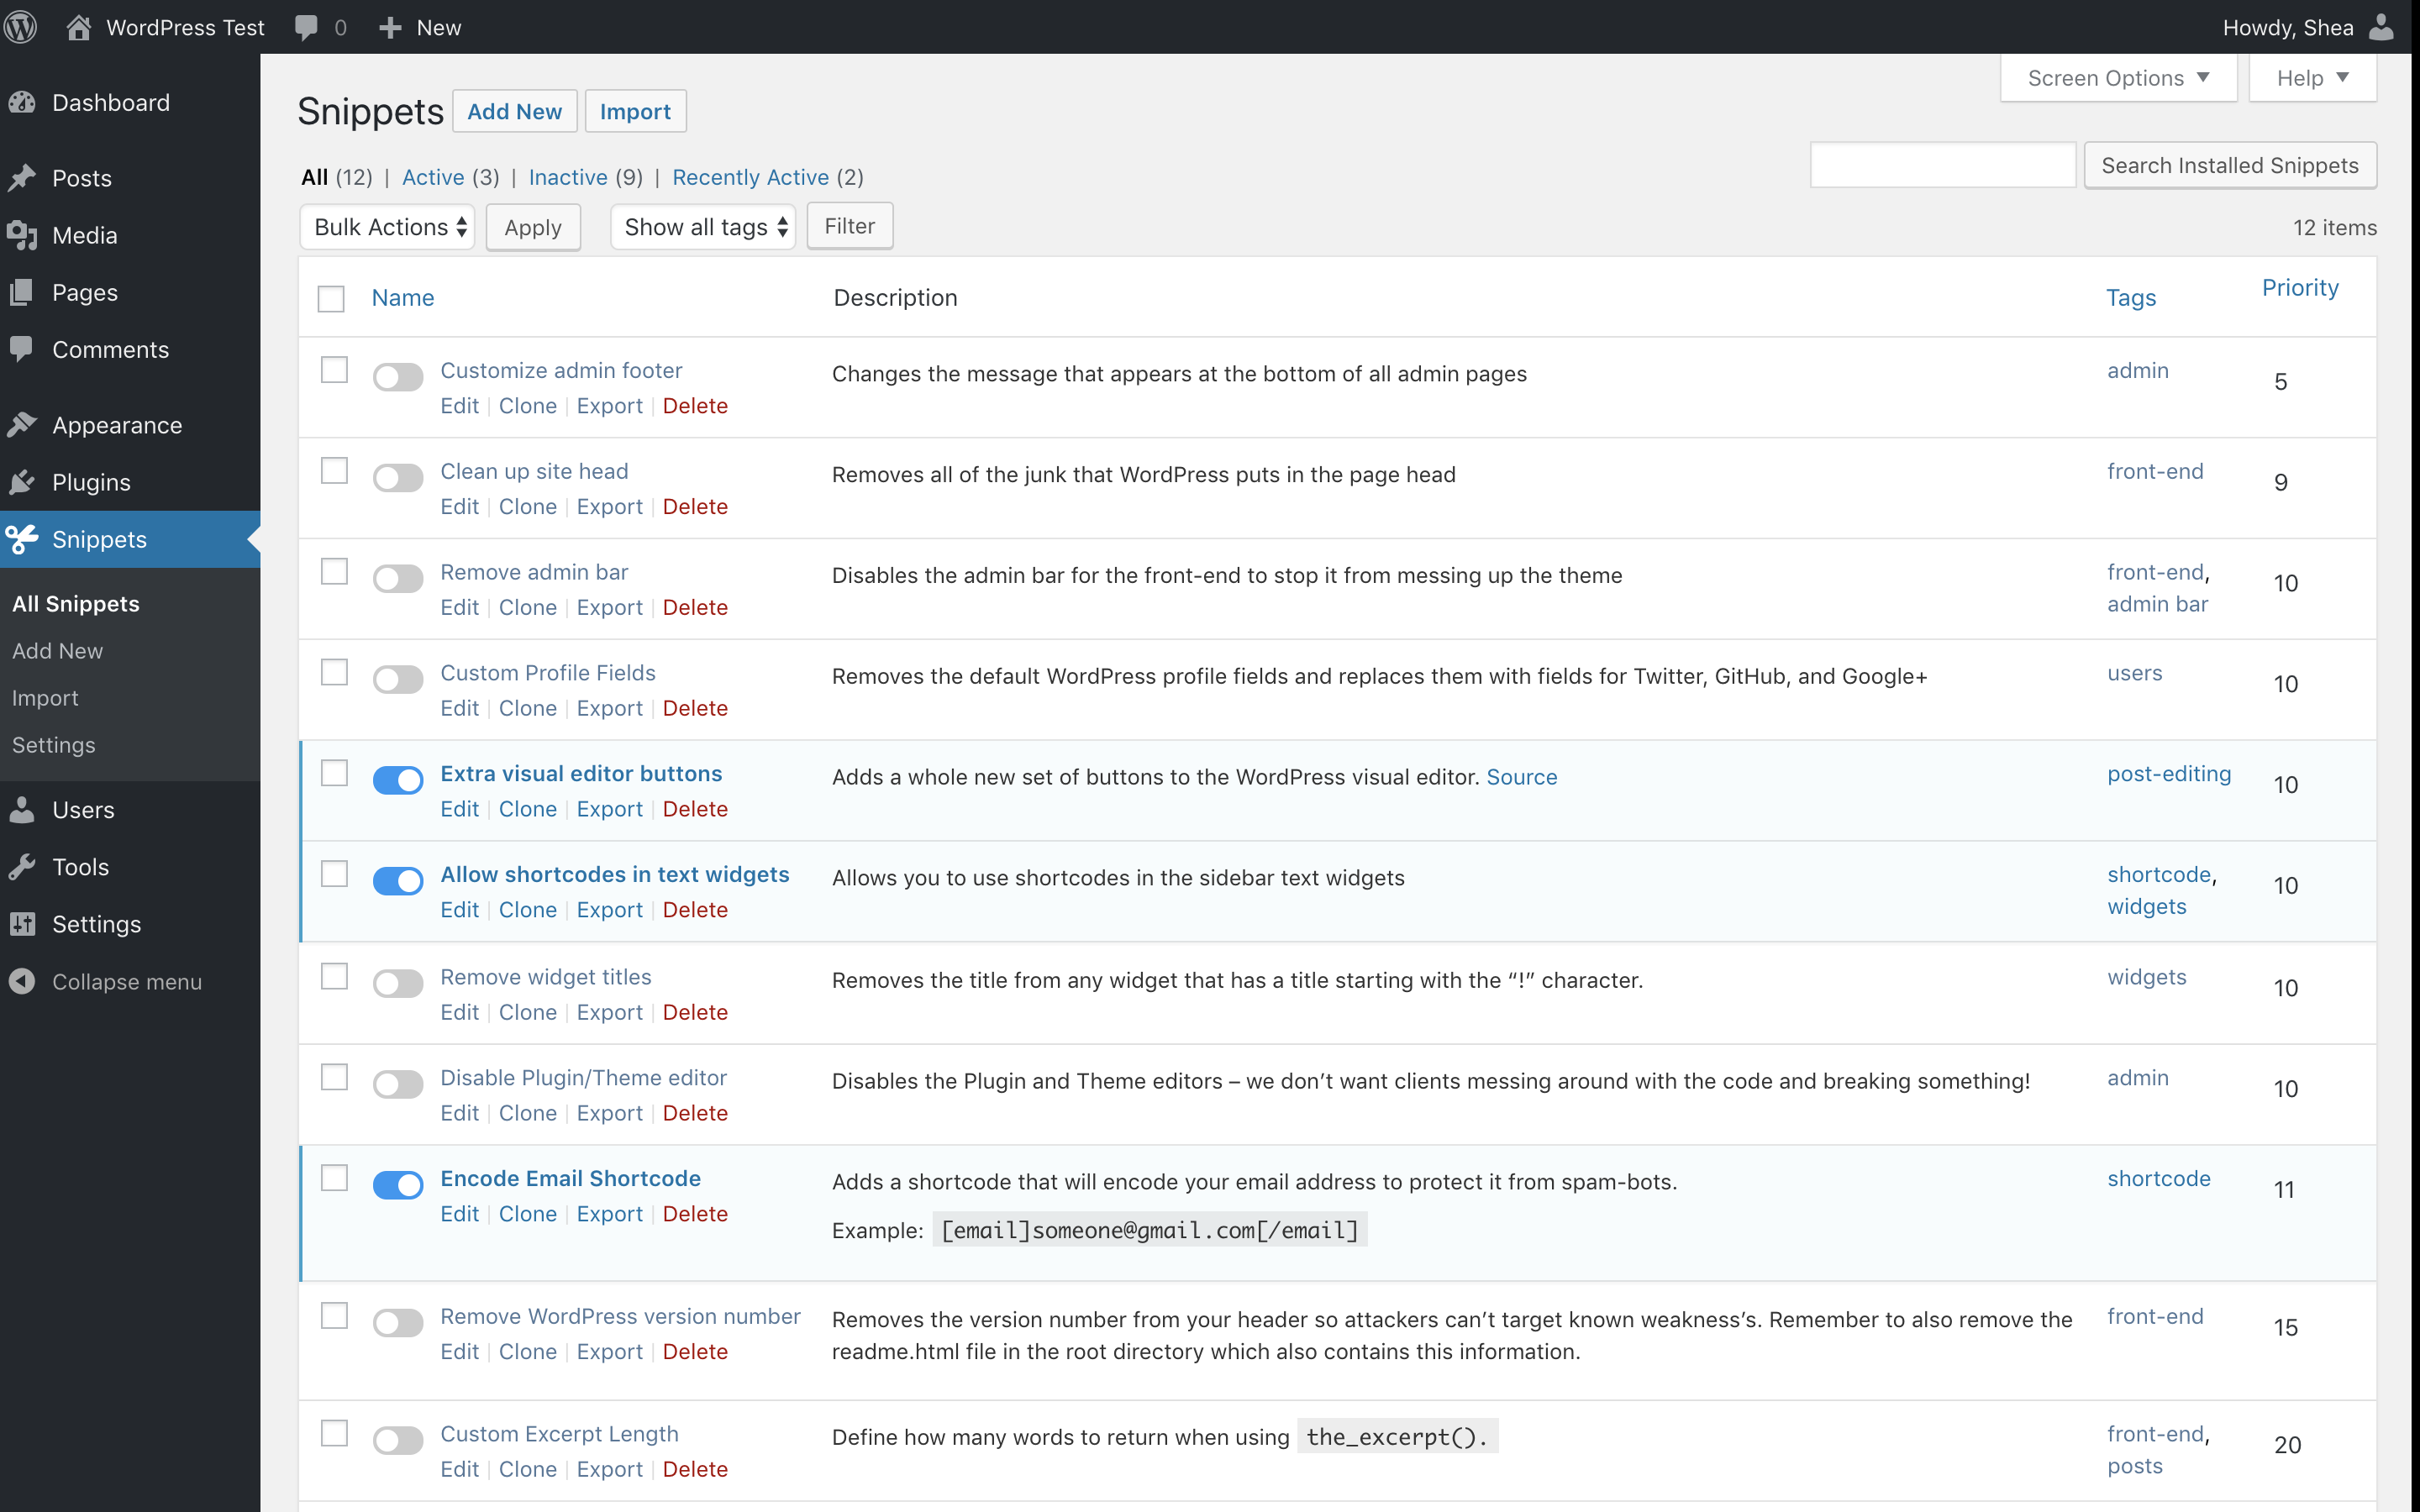 WordPress Test 0 New Howdy, Shea
Dashboard
Posts
Media
Pages
Comments
Appearance
Plugins
Snippets
All Snippets
Add New
Import
Settings
Users
Tools
Settings
Collapse menu
Screen Options Help
Snippets Add New Import
All (12) | Active (3) | Inactive (9) | Recently Active (2)
Search Installed Snippets
Bulk Actions Apply Show all tags Filter 12 items
Name Description Tags Priority
Customize admin footer Changes the message that appears at the bottom of all admin pages admin 5
Edit | Clone | Export | Delete
Clean up site head Removes all of the junk that WordPress puts in the page head front-end 9
Edit | Clone | Export | Delete
Remove admin bar Disables the admin bar for the front-end to stop it from messing up the theme front-end, 10
Edit | Clone | Export | Delete admin bar
Custom Profile Fields Removes the default WordPress profile fields and replaces them with fields for Twitter, GitHub, and Google+ users 10
Edit | Clone | Export | Delete
Extra visual editor buttons Adds a whole new set of buttons to the WordPress visual editor. Source post-editing 10
Edit | Clone | Export | Delete
Allow shortcodes in text widgets Allows you to use shortcodes in the sidebar text widgets shortcode, 10
Edit | Clone | Export | Delete widgets
Remove widget titles Removes the title from any widget that has a title starting with the “!” character. widgets 10
Edit | Clone | Export | Delete
Disable Plugin/Theme editor Disables the Plugin and Theme editors – we don’t want clients messing around with the code and breaking something! admin 10
Edit | Clone | Export | Delete
Encode Email Shortcode Adds a shortcode that will encode your email address to protect it from spam-bots. shortcode 11
Edit | Clone | Export | Delete Example: [email]someone@gmail.com[/email]
Remove WordPress version number Removes the version number from your header so attackers can’t target known weakness’s. Remember to also remove the front-end 15
Edit | Clone | Export | Delete readme.html file in the root directory which also contains this information.
Custom Excerpt Length Define how many words to return when using the_excerpt(). front-end, 20
Edit | Clone | Export | Delete posts